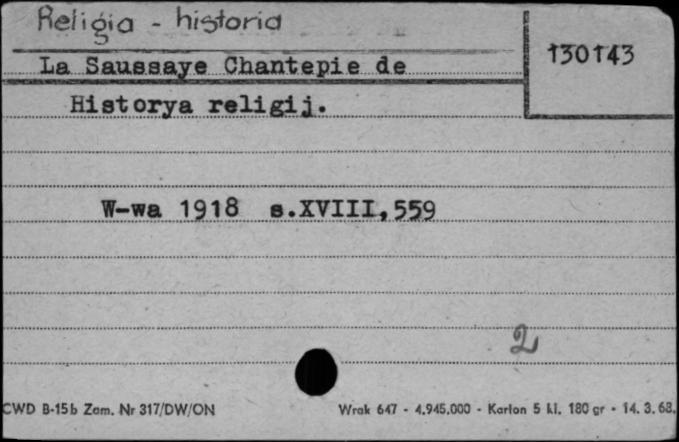 Religia - historia
130143
La Saussaye Chantepie de
Historya religij.
W-wa 1918 s.XVIII,559
2
CWD B-15b Zam. Nr 317/DW/ON
Wrak 647 - 4.945.000 - Karton 5 kl. 180 gr - 14. 3. 68.